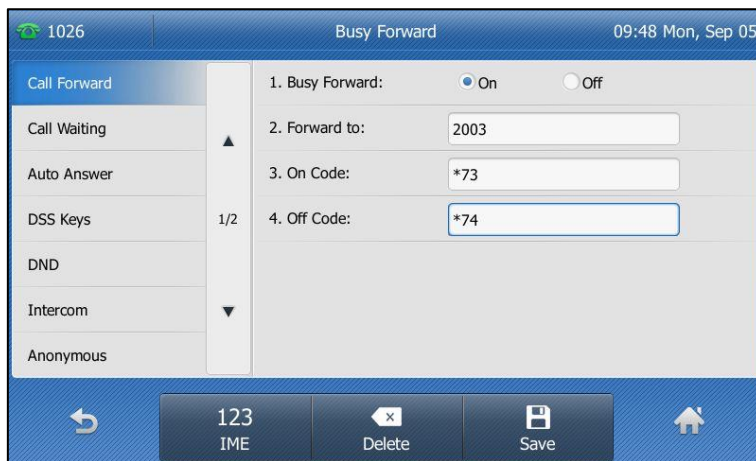 1026 Busy Forward 09:48 Mon, Sep 05
Call Forward 1. Busy Forward: On Off
Call Waiting 2. Forward to: 2003
Auto Answer 3. On Code: *73
DSS Keys 1/2 4. Off Code: *74
DND
Intercom
Anonymous
123 IME Delete Save